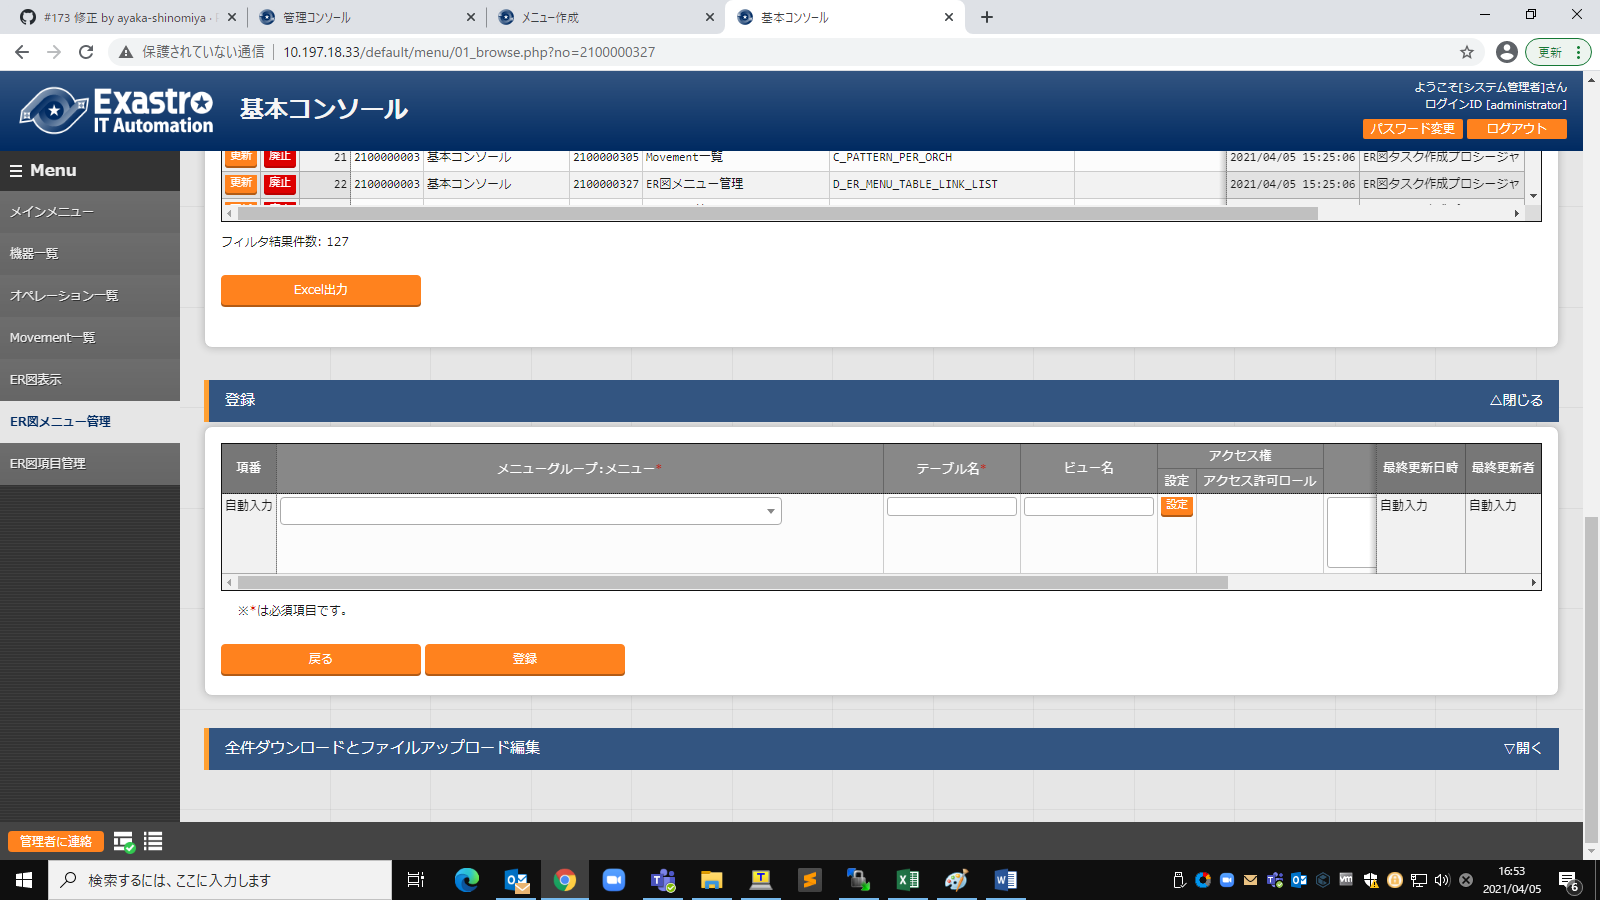 #173 修正 by ayaka-shinomiya ·
管理コンソール
メニュー作成
基本コンソール
保護されていない通信
10.197.18.33/default/menu/01_browse.php?no=2100000327
更新
Exastro
IT Automation
基本コンソール
ようこそ[システム管理者]さん
ログインID [administrator]
パスワード変更 ログアウト
Menu
メインメニュー
機器一覧
オペレーション一覧
Movement一覧
ER図表示
ER図メニュー管理
ER図項目管理
更新 廃止 21 2100000003 基本コンソール 2100000305 Movement一覧 C_PATTERN_PER_ORCH 2021/04/05 15:25:06 ER図タスク作成プロシージャ
更新 廃止 22 2100000003 基本コンソール 2100000327 ER図メニュー管理 D_ER_MENU_TABLE_LINK_LIST 2021/04/05 15:25:06 ER図タスク作成プロシージャ
フィルタ結果件数: 127
Excel出力
登録 △閉じる
項番 メニューグループ:メニュー* テーブル名* ビュー名 アクセス権 最終更新日時 最終更新者
設定 アクセス許可ロール
自動入力 設定 自動入力 自動入力
※*は必須項目です。
戻る 登録
全件ダウンロードとファイルアップロード編集 ▽開く
管理者に連絡
検索するには、ここに入力します
16:53
2021/04/05
6